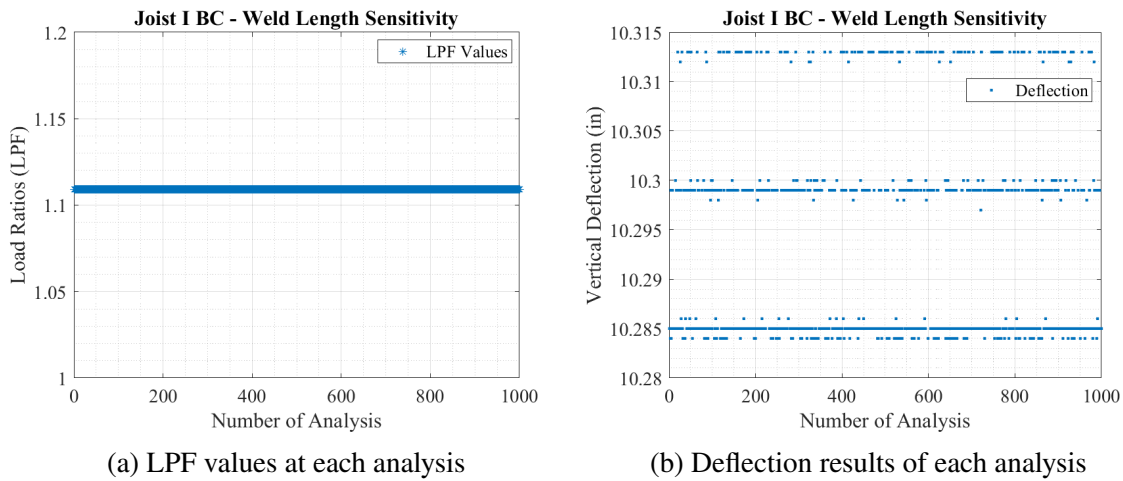 Joist I BC - Weld Length Sensitivity
1.2
1.15
1.1
1.05
1
Load Ratios (LPF)
LPF Values
0 200 400 600 800 1000
Number of Analysis
(a) LPF values at each analysis
Joist I BC - Weld Length Sensitivity
10.315
10.31
10.305
10.3
10.295
10.29
10.285
10.28
Vertical Deflection (in)
Deflection
0 200 400 600 800 1000
Number of Analysis
(b) Deflection results of each analysis